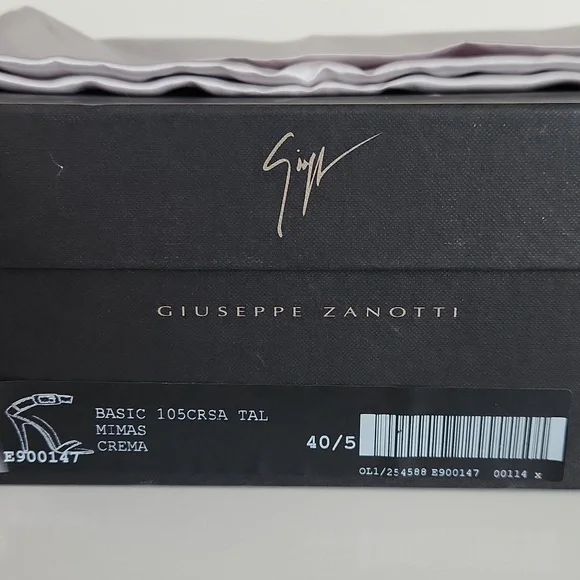 GIUSEPPE ZANOTTI
BASIC 105CRSA TAL
MIMAS
CREMA
E900147
40/5
OL1/254588 E900147 00114 x